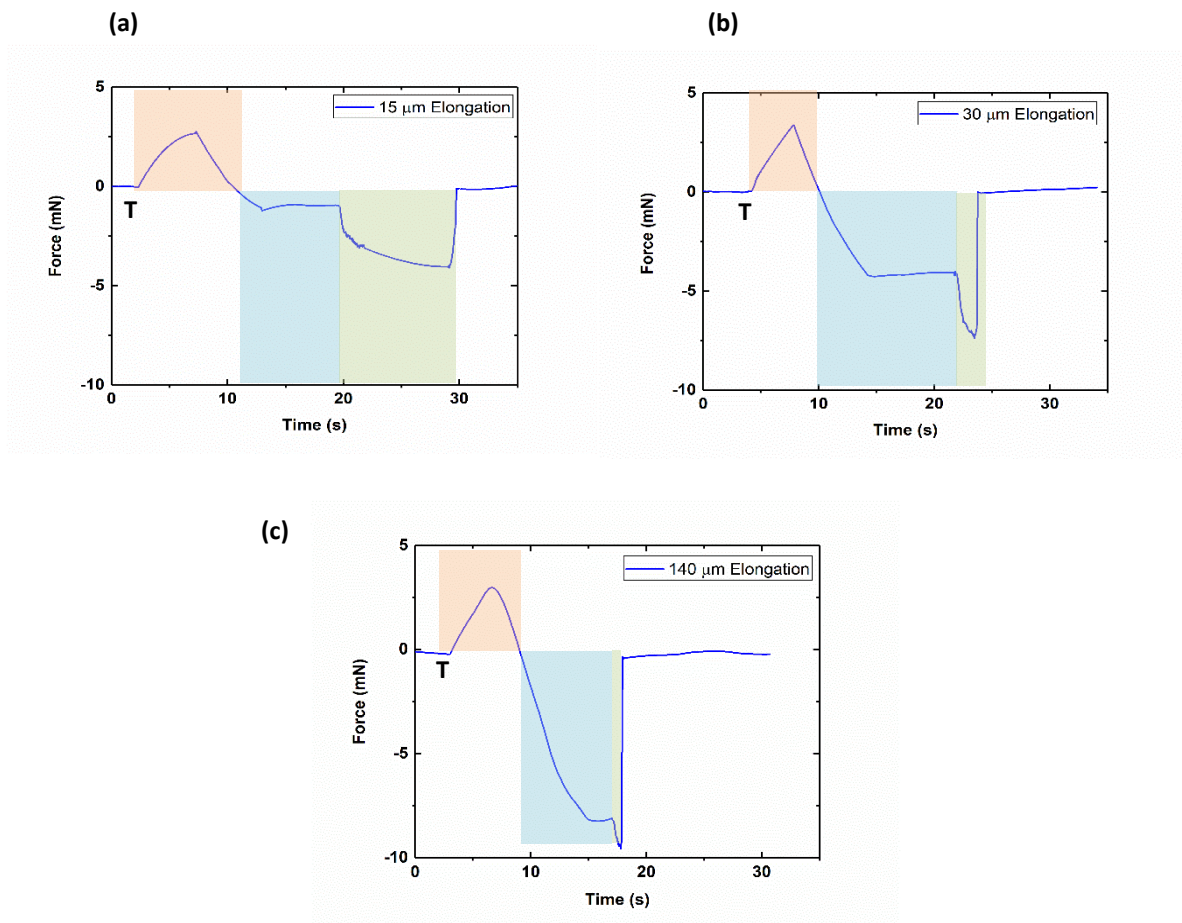 (a)
15 μm Elongation
5
0
-5
-10
T
Force (mN)
0 10 20 30
Time (s)
(b)
30 μm Elongation
5
0
-5
-10
T
Force (mN)
0 10 20 30
Time (s)
(c)
140 μm Elongation
5
0
-5
-10
T
Force (mN)
0 10 20 30
Time (s)